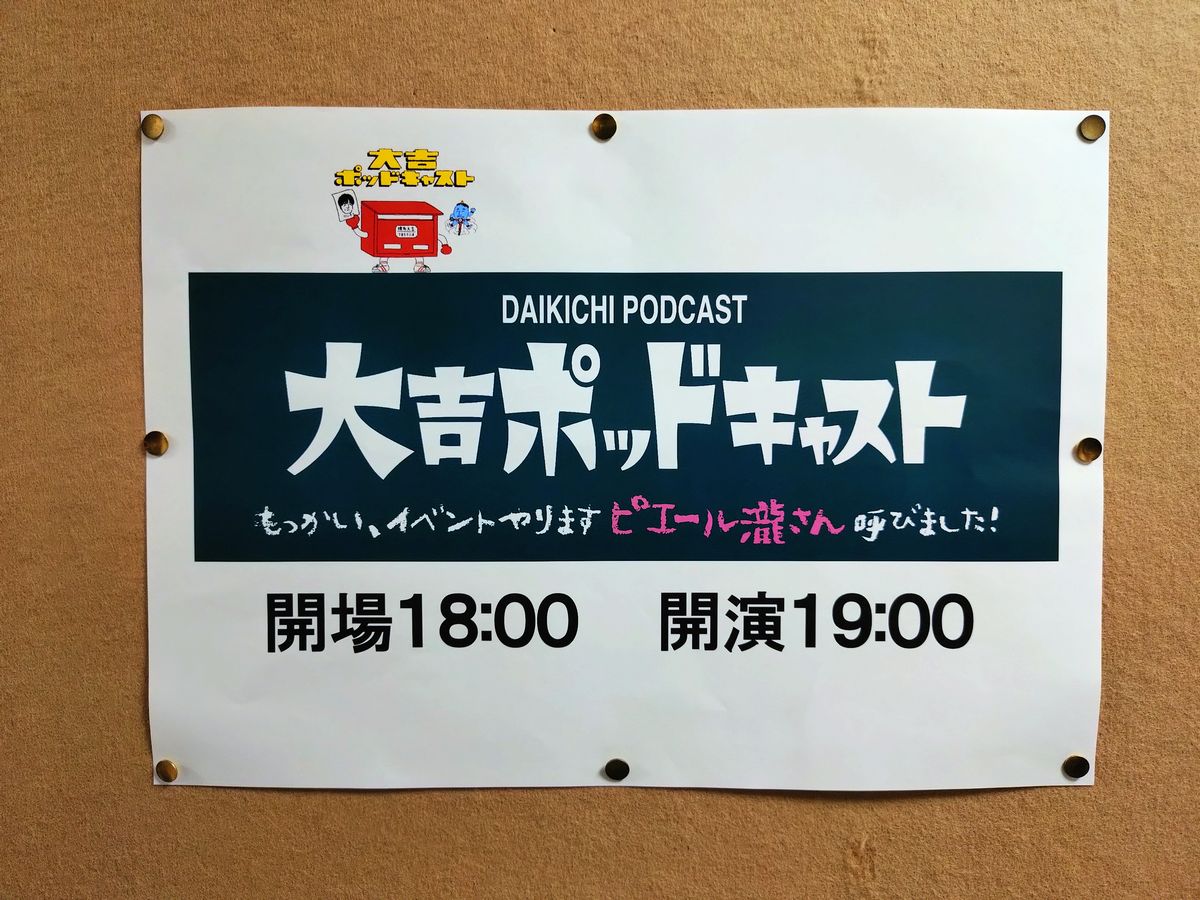 大吉
ポッドキャスト
DAIKICHI PODCAST
大吉ポッドキャスト
もっかい、イベントやります ピエール瀧さん 呼びました!
開場18:00 開演19:00